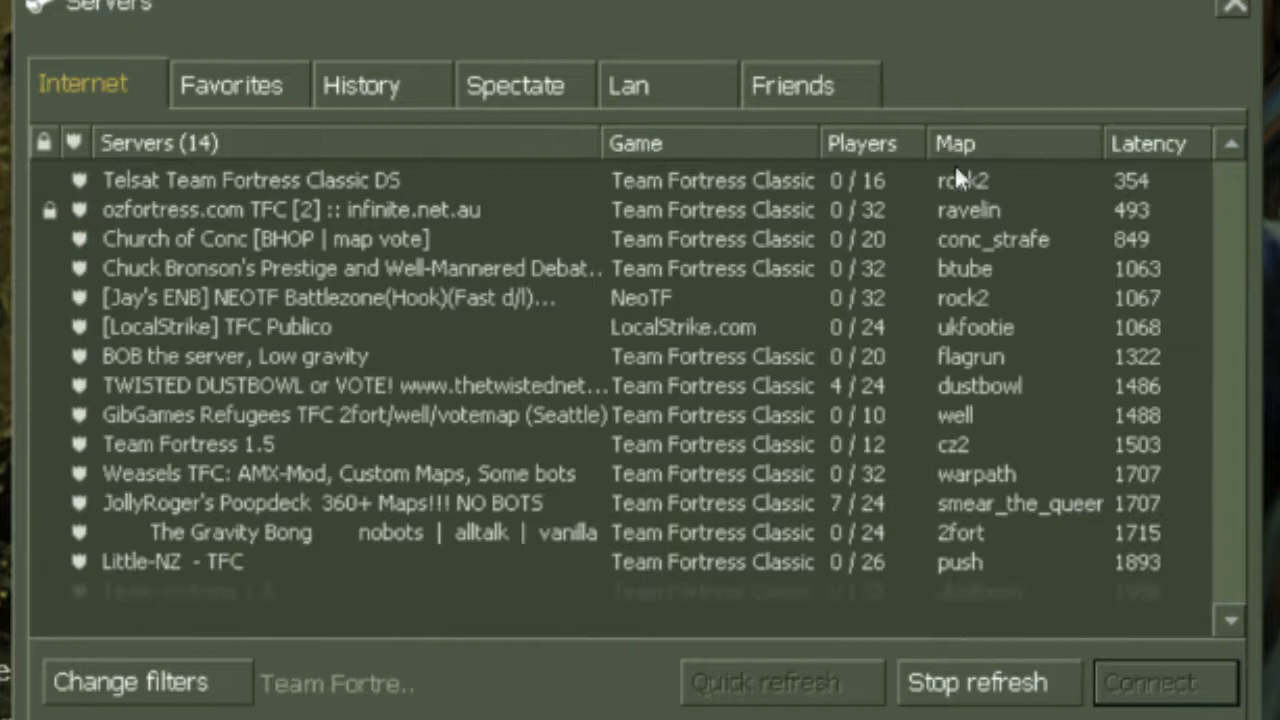 Servers
Internet Favorites History Spectate Lan Friends
Servers (14) Game Players Map Latency
Telsat Team Fortress Classic DS Team Fortress Classic 0 / 16 rock2 354
ozfortress.com TFC [2] :: infinite.net.au Team Fortress Classic 0 / 32 ravelin 493
Church of Conc [BHOP | map vote] Team Fortress Classic 0 / 20 conc_strafe 849
Chuck Bronson's Prestige and Well-Mannered Debat.. Team Fortress Classic 0 / 32 btube 1063
[Jay's ENB] NEOTF Battlezone(Hook)(Fast d/l)... NeoTF 0 / 32 rock2 1067
[LocalStrike] TFC Publico LocalStrike.com 0 / 24 ukfootie 1068
BOB the server, Low gravity Team Fortress Classic 0 / 20 flagrun 1322
TWISTED DUSTBOWL or VOTE! www.thetwistednet... Team Fortress Classic 4 / 24 dustbowl 1486
GibGames Refugees TFC 2fort/well/votemap (Seattle) Team Fortress Classic 0 / 10 well 1488
Team Fortress 1.5 Team Fortress Classic 0 / 12 cz2 1503
Weasels TFC: AMX-Mod, Custom Maps, Some bots Team Fortress Classic 0 / 32 warpath 1707
JollyRoger's Poopdeck 360+ Maps!!! NO BOTS Team Fortress Classic 7 / 24 smear_the_queer 1707
The Gravity Bong nobots | alltalk | vanilla Team Fortress Classic 0 / 24 2fort 1715
Little-NZ - TFC Team Fortress Classic 0 / 26 push 1893
Team Fortress Classic
Change filters Team Fortre.. Quick refresh Stop refresh Connect